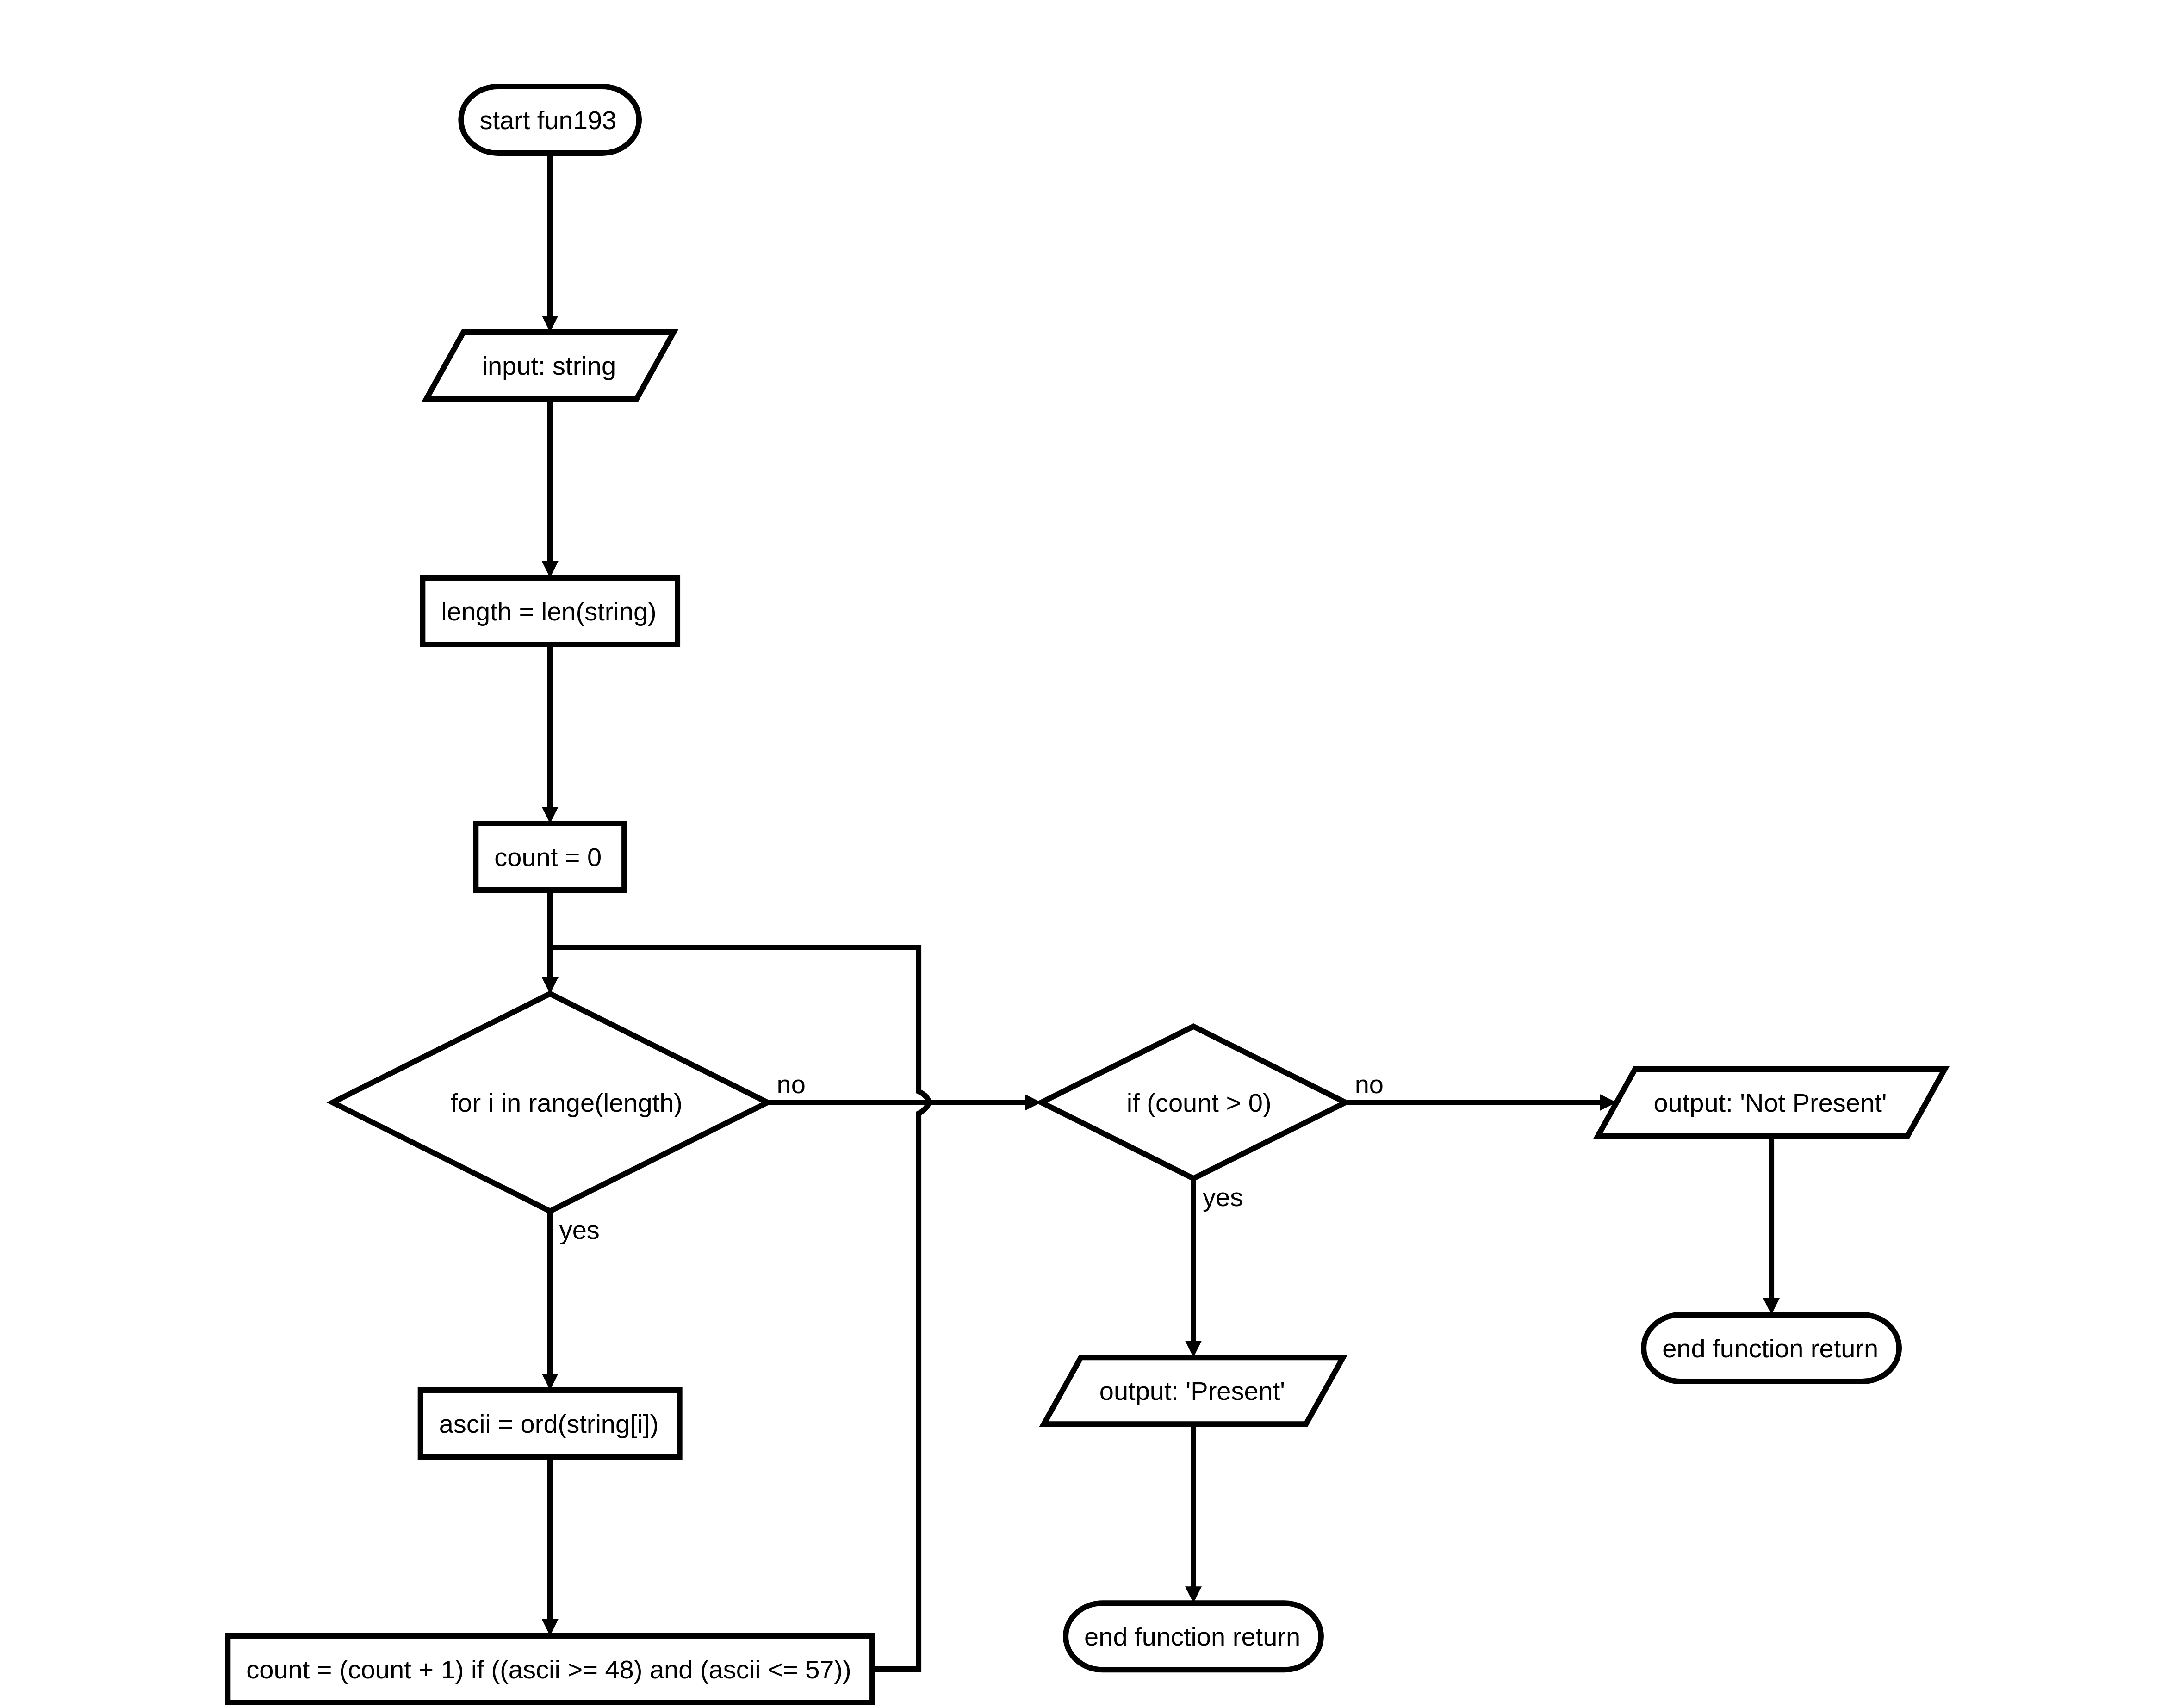 start fun193
input: string
length = len(string)
count = 0
for i in range(length)
no
yes
ascii = ord(string[i])
count = (count + 1) if ((ascii >= 48) and (ascii <= 57))
if (count > 0)
no
yes
output: 'Present'
end function return
output: 'Not Present'
end function return